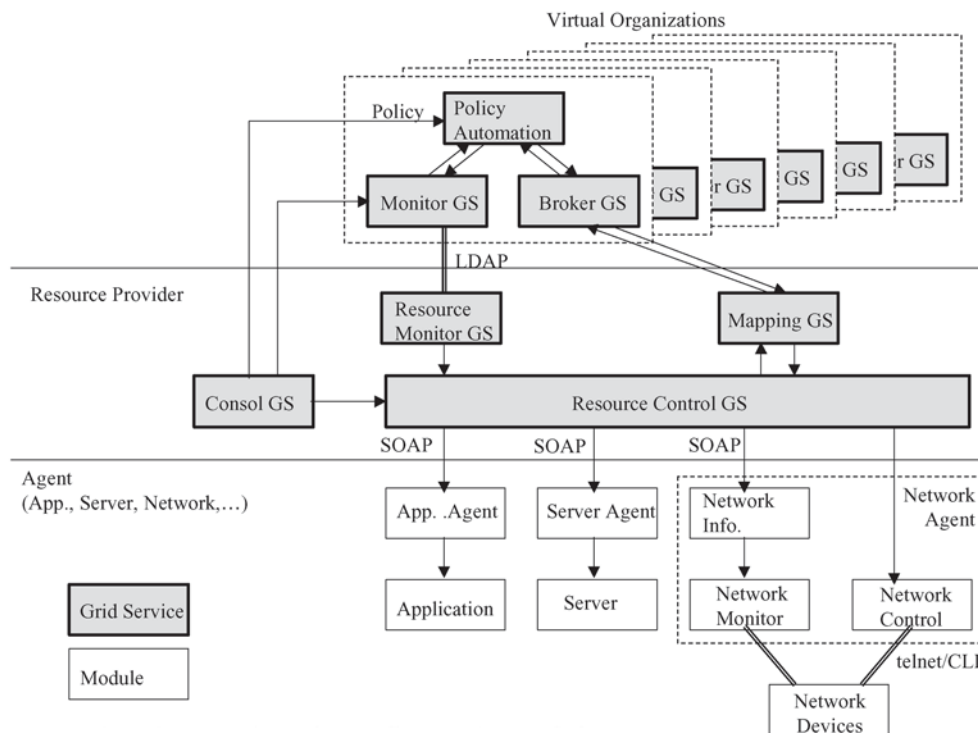 Virtual Organizations
Policy
Policy
Automation
Monitor GS
Broker GS
GS
r GS
GS
GS
r GS
LDAP
Resource Provider
Resource
Monitor GS
Mapping GS
Consol GS
Resource Control GS
SOAP
SOAP
SOAP
Agent
(App., Server, Network,...)
App. .Agent
Server Agent
Network
Info.
Network
Agent
Application
Server
Network
Monitor
Network
Control
Grid Service
Module
telnet/CLI
Network
Devices